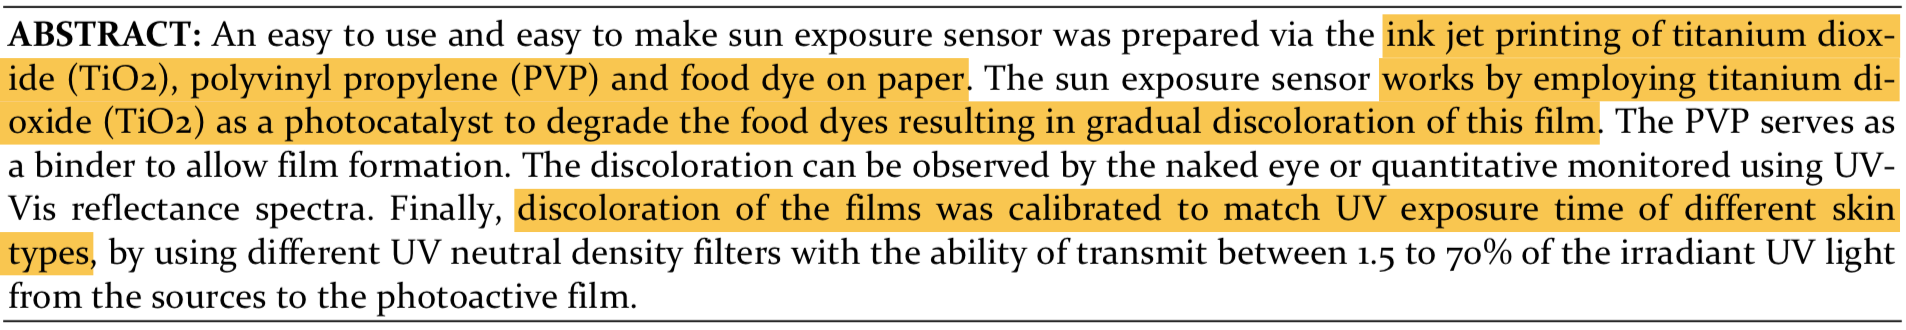 ABSTRACT: An easy to use and easy to make sun exposure sensor was prepared via the ink jet printing of titanium diox-
ide (TiO2), polyvinyl propylene (PVP) and food dye on paper. The sun exposure sensor works by employing titanium di-
oxide (TiO2) as a photocatalyst to degrade the food dyes resulting in gradual discoloration of this film. The PVP serves as
a binder to allow film formation. The discoloration can be observed by the naked eye or quantitative monitored using UV-
Vis reflectance spectra. Finally, discoloration of the films was calibrated to match UV exposure time of different skin
types, by using different UV neutral density filters with the ability of transmit between 1.5 to 70% of the irradiant UV light
from the sources to the photoactive film.